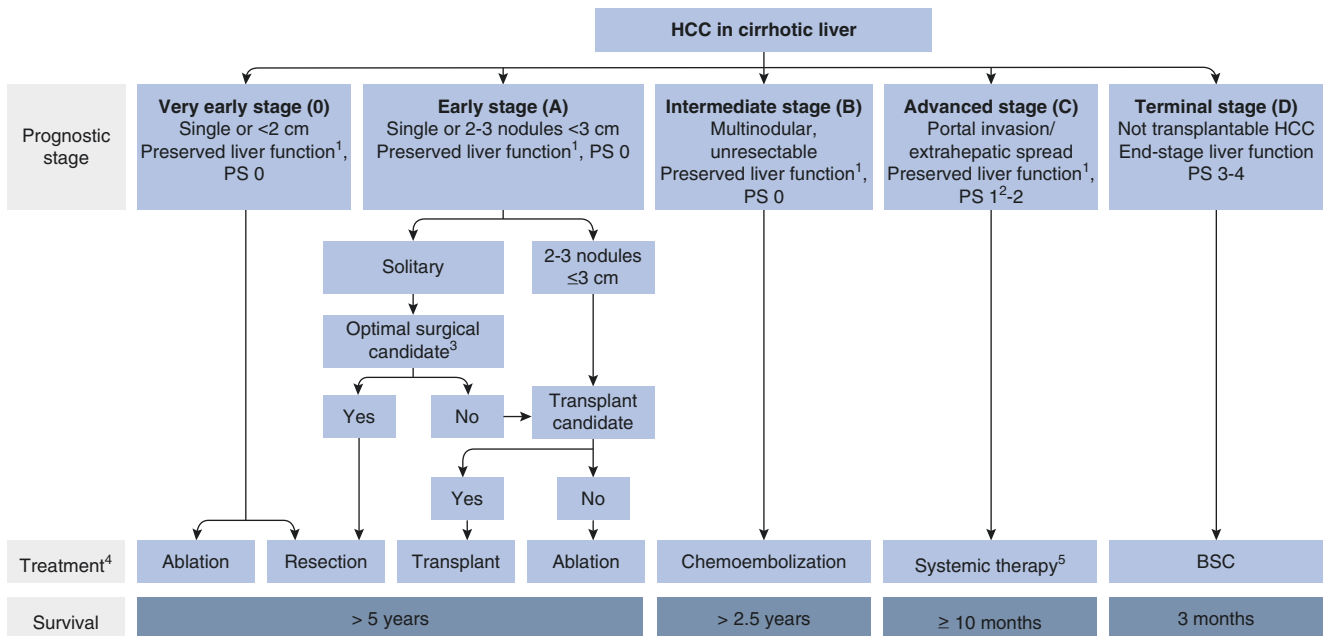 HCC in cirrhotic liver
Prognostic
stage
Very early stage (0)
Single or <2 cm
Preserved liver function¹,
PS 0
Early stage (A)
Single or 2-3 nodules <3 cm
Preserved liver function¹, PS 0
Intermediate stage (B)
Multinodular,
unresectable
Preserved liver function¹,
PS 0
Advanced stage (C)
Portal invasion/
extrahepatic spread
Preserved liver function¹,
PS 1²-2
Terminal stage (D)
Not transplantable HCC
End-stage liver function
PS 3-4
Solitary
2-3 nodules
≤3 cm
Optimal surgical
candidate³
Yes
No
Transplant
candidate
Yes
No
Treatment⁴
Ablation
Resection
Transplant
Ablation
Chemoembolization
Systemic therapy⁵
BSC
Survival
> 5 years
> 2.5 years
≥ 10 months
3 months